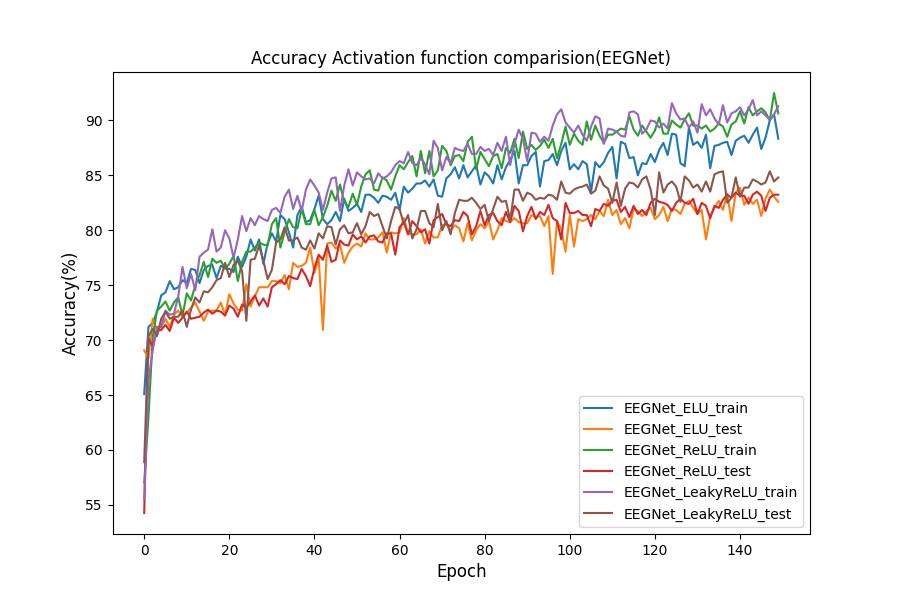 Accuracy Activation function comparision(EEGNet)
Accuracy(%)
90
85
80
75
70
65
60
55
0 20 40 60 80 100 120 140
Epoch
EEGNet_ELU_train
EEGNet_ELU_test
EEGNet_ReLU_train
EEGNet_ReLU_test
EEGNet_LeakyReLU_train
EEGNet_LeakyReLU_test